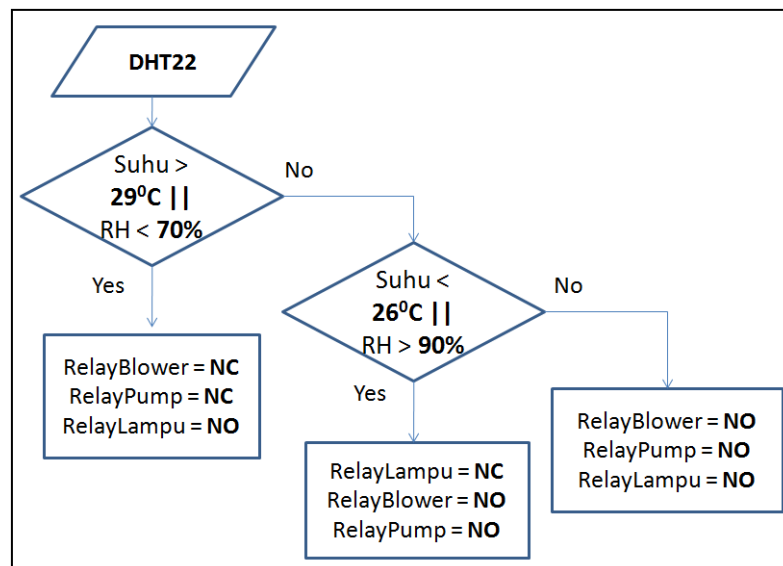 DHT22
Suhu >
29⁰C ||
RH < 70%
No
Yes
Suhu <
26⁰C ||
RH > 90%
No
Yes
RelayBlower = NC
RelayPump = NC
RelayLampu = NO
RelayLampu = NC
RelayBlower = NO
RelayPump = NO
RelayBlower = NO
RelayPump = NO
RelayLampu = NO